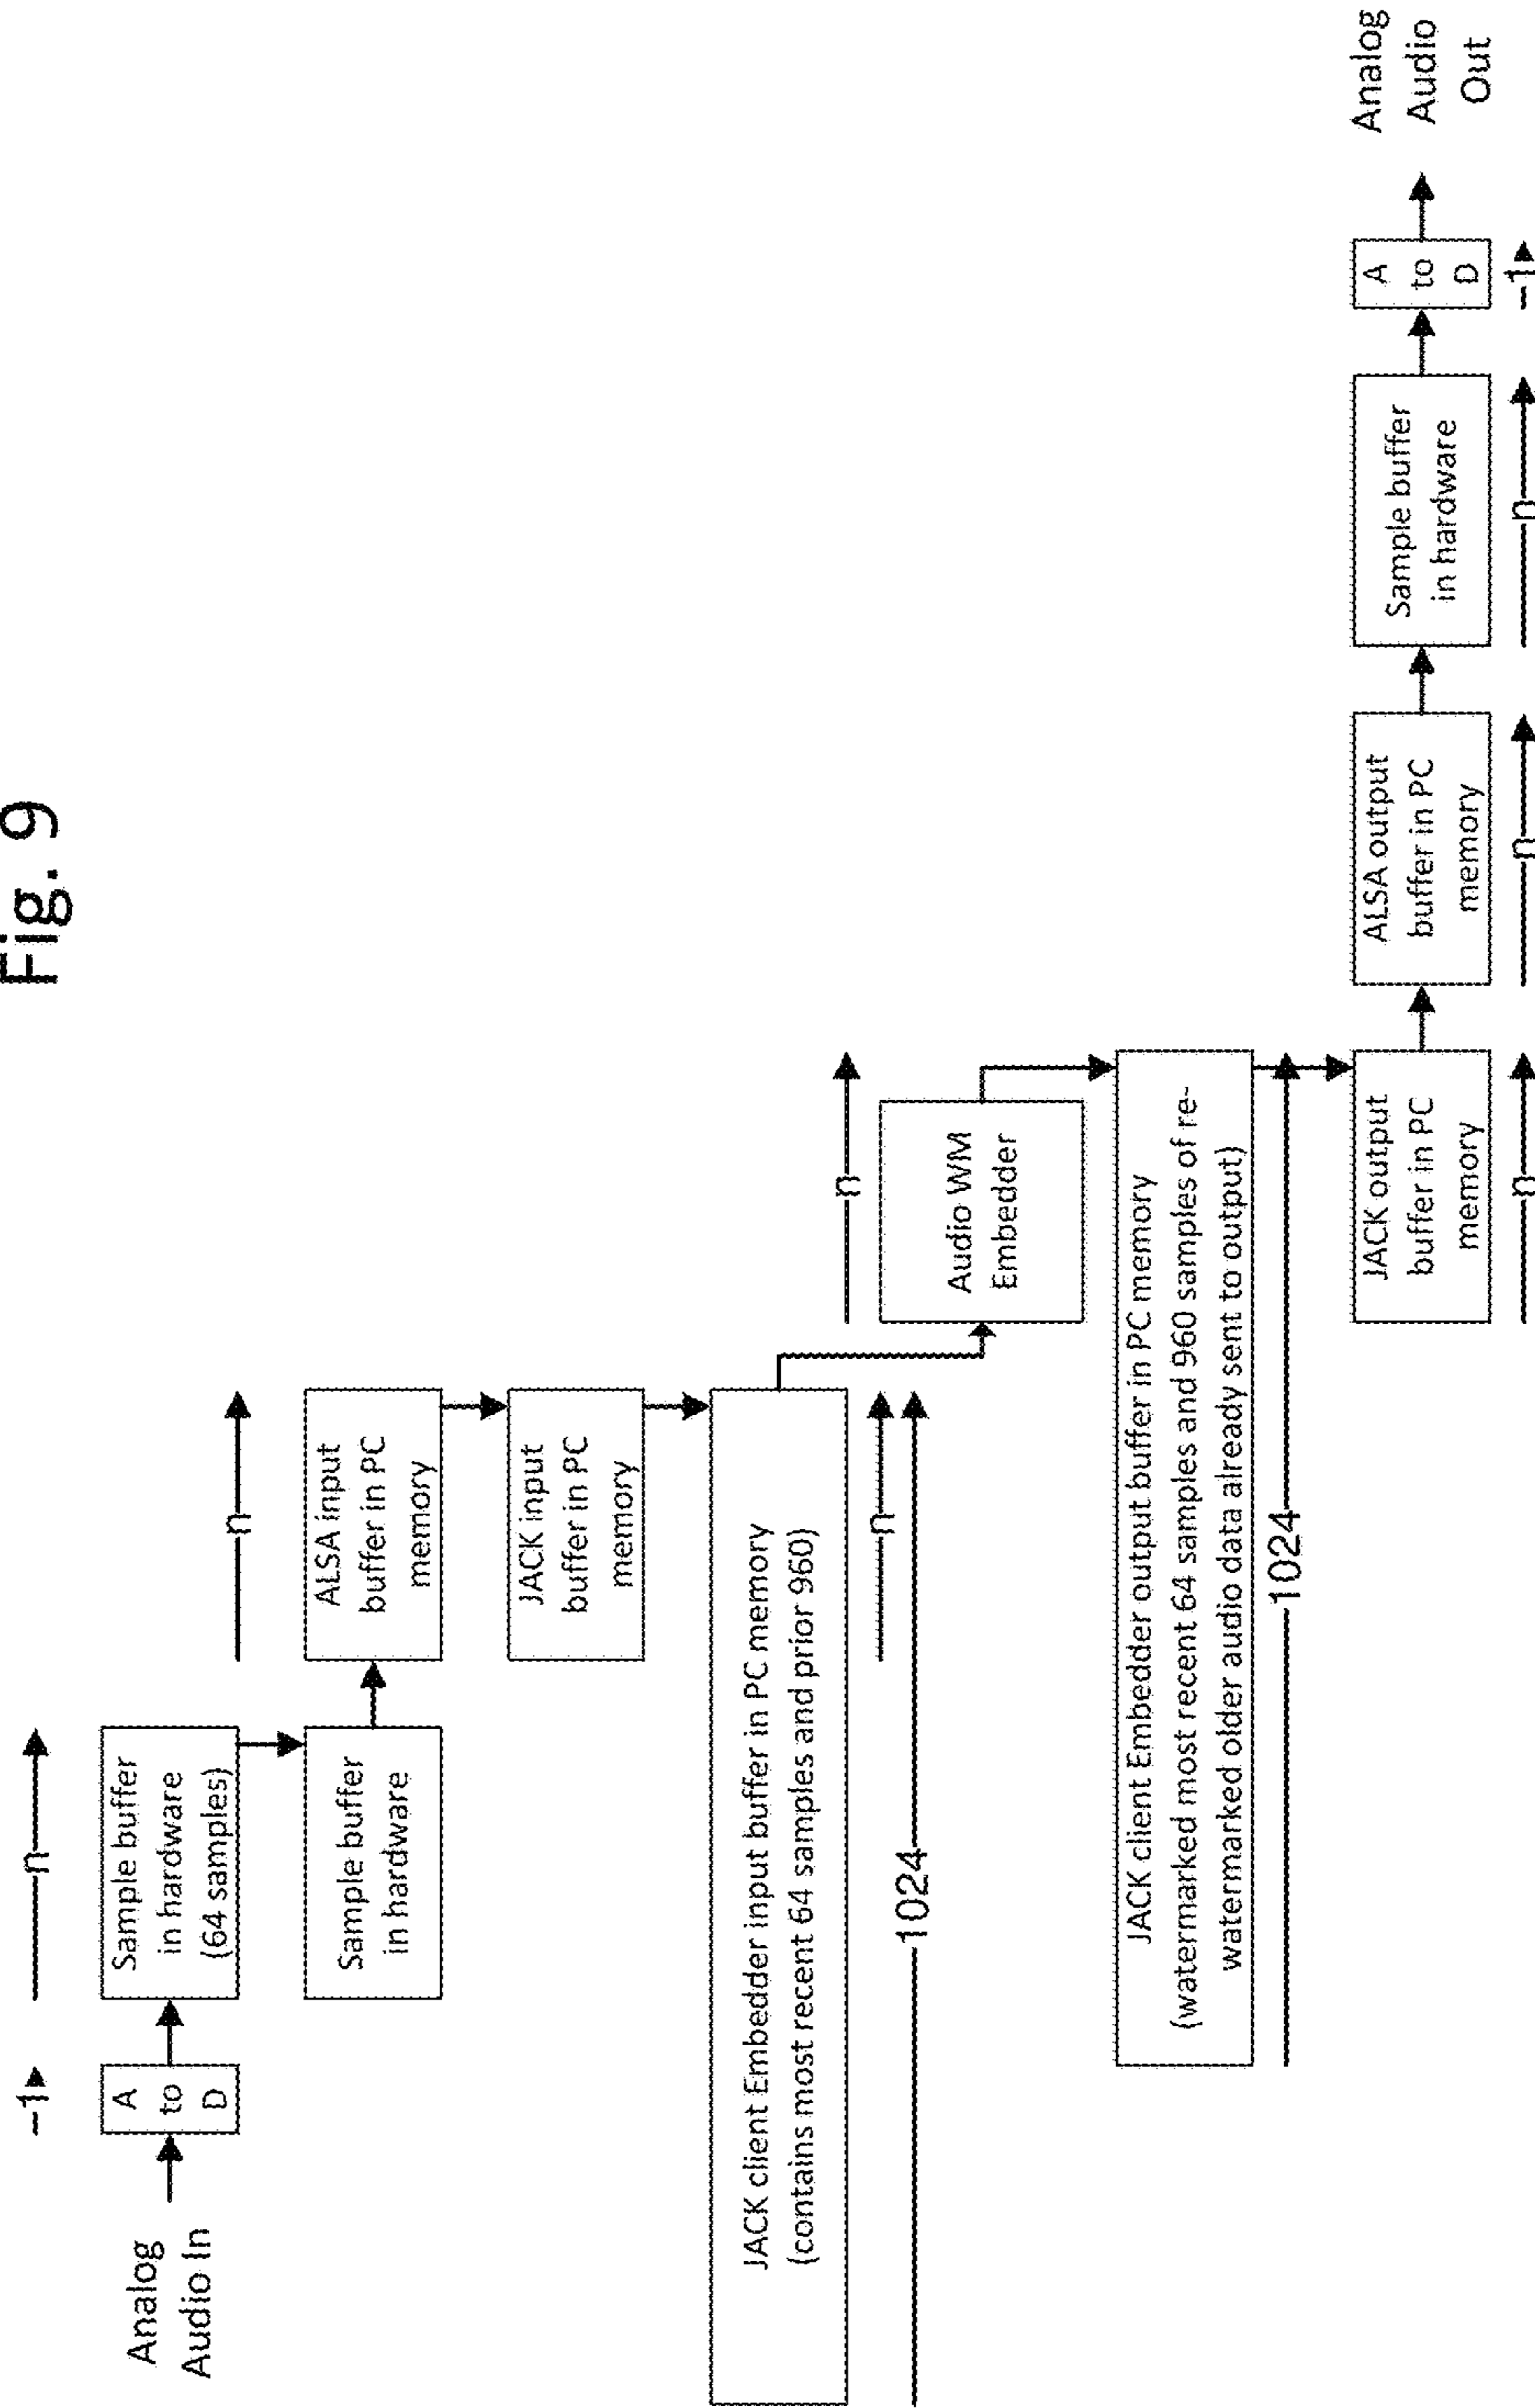 Fig. 9
Analog
Audio In
~1
A
to
D
n
Sample buffer
in hardware
(64 samples)
Sample buffer
in hardware
n
ALSA input
buffer in PC
memory
JACK input
buffer in PC
memory
JACK client Embedder input buffer in PC memory
(contains most recent 64 samples and prior 960)
n
1024
n
Audio WM
Embedder
JACK client Embedder output buffer in PC memory
(watermarked most recent 64 samples and 960 samples of re-
watermarked older audio data already sent to output)
1024
JACK output
buffer in PC
memory
n
ALSA output
buffer in PC
memory
n
Sample buffer
in hardware
n
A
to
D
~1
Analog
Audio
Out